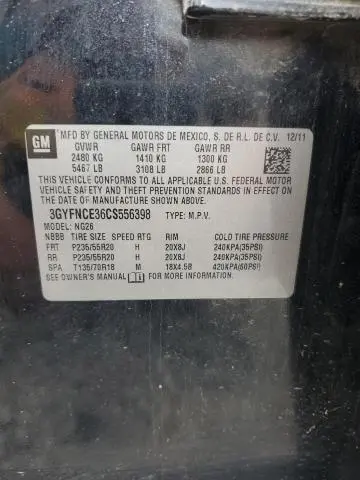 GM
MFD BY GENERAL MOTORS DE MEXICO, S. DE R.L. DE C.V. 12/11
GVWR GAWR FRT GAWR RR
2480 KG 1410 KG 1300 KG
5467 LB 3108 LB 2866 LB
THIS VEHICLE CONFORMS TO ALL APPLICABLE U.S. FEDERAL MOTOR
VEHICLE SAFETY AND THEFT PREVENTION STANDARDS IN EFFECT ON
THE DATE OF MANUFACTURE SHOWN ABOVE.
3GYFNCE36CS556398 TYPE: M.P.V.
MODEL: NG26
NBBB TIRE SIZE SPEED RTG RIM COLD TIRE PRESSURE
FRT P235/55R20 H 20X8J 240KPA(35PSI)
RR P235/55R20 H 20X8J 240KPA(35PSI)
SPA T135/70R18 M 18X4.5B 420KPA(60PSI)
SEE OWNER'S MANUAL FOR MORE INFORMATION